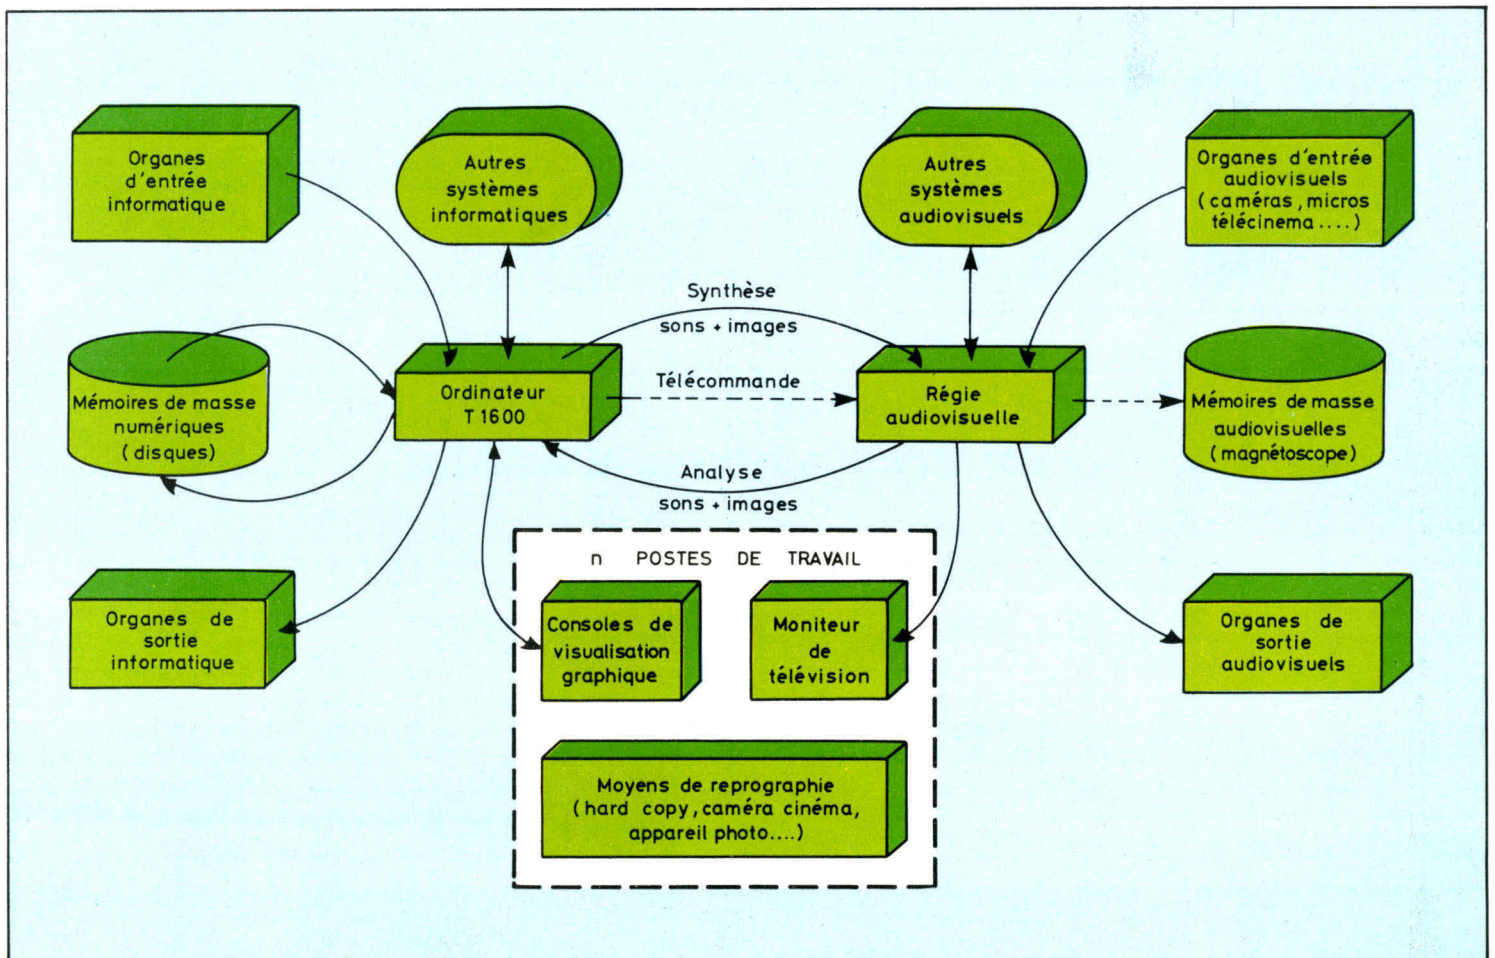 Organes
d'entrée
informatique
Autres
systèmes
informatiques
Autres
systèmes
audiovisuels
Organes d'entrée
audiovisuels
(caméras, micros
télécinema....)
Synthèse
sons + images
Mémoires de masse
numériques
(disques)
Ordinateur
T 1600
Télécommande
Régie
audiovisuelle
Mémoires de masse
audiovisuelles
(magnétoscope)
Analyse
sons + images
n POSTES DE TRAVAIL
Organes de
sortie
informatique
Consoles de
visualisation
graphique
Moniteur
de
télévision
Organes de
sortie
audiovisuels
Moyens de reprographie
(hard copy, caméra cinéma,
appareil photo....)